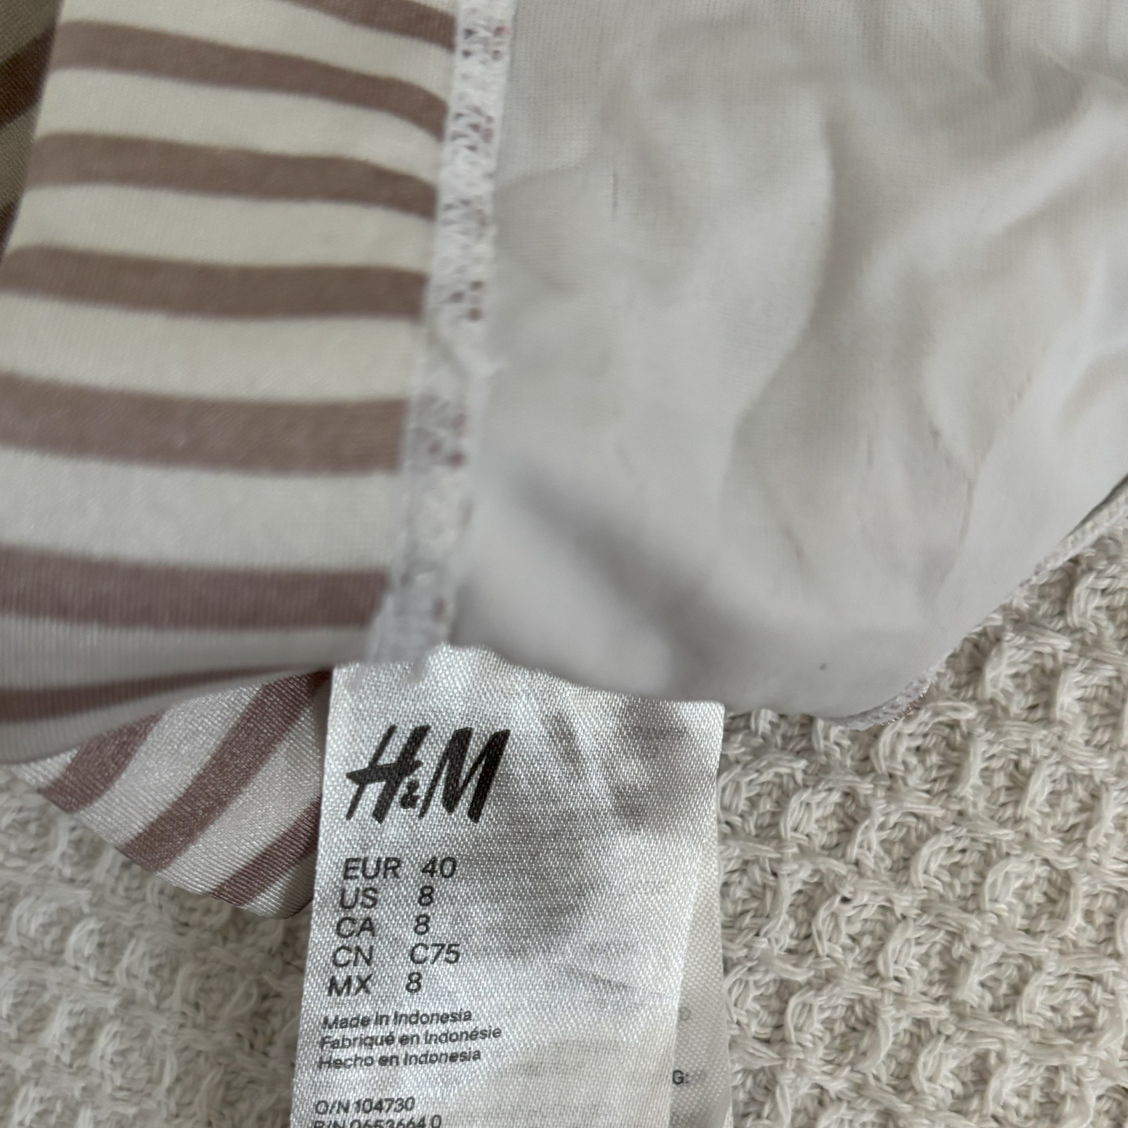 H&M
EUR 40
US 8
CA 8
CN C75
MX 8
Made in Indonesia
Fabriqué en Indonésie
Hecho en Indonesia
G:
O/N 104730